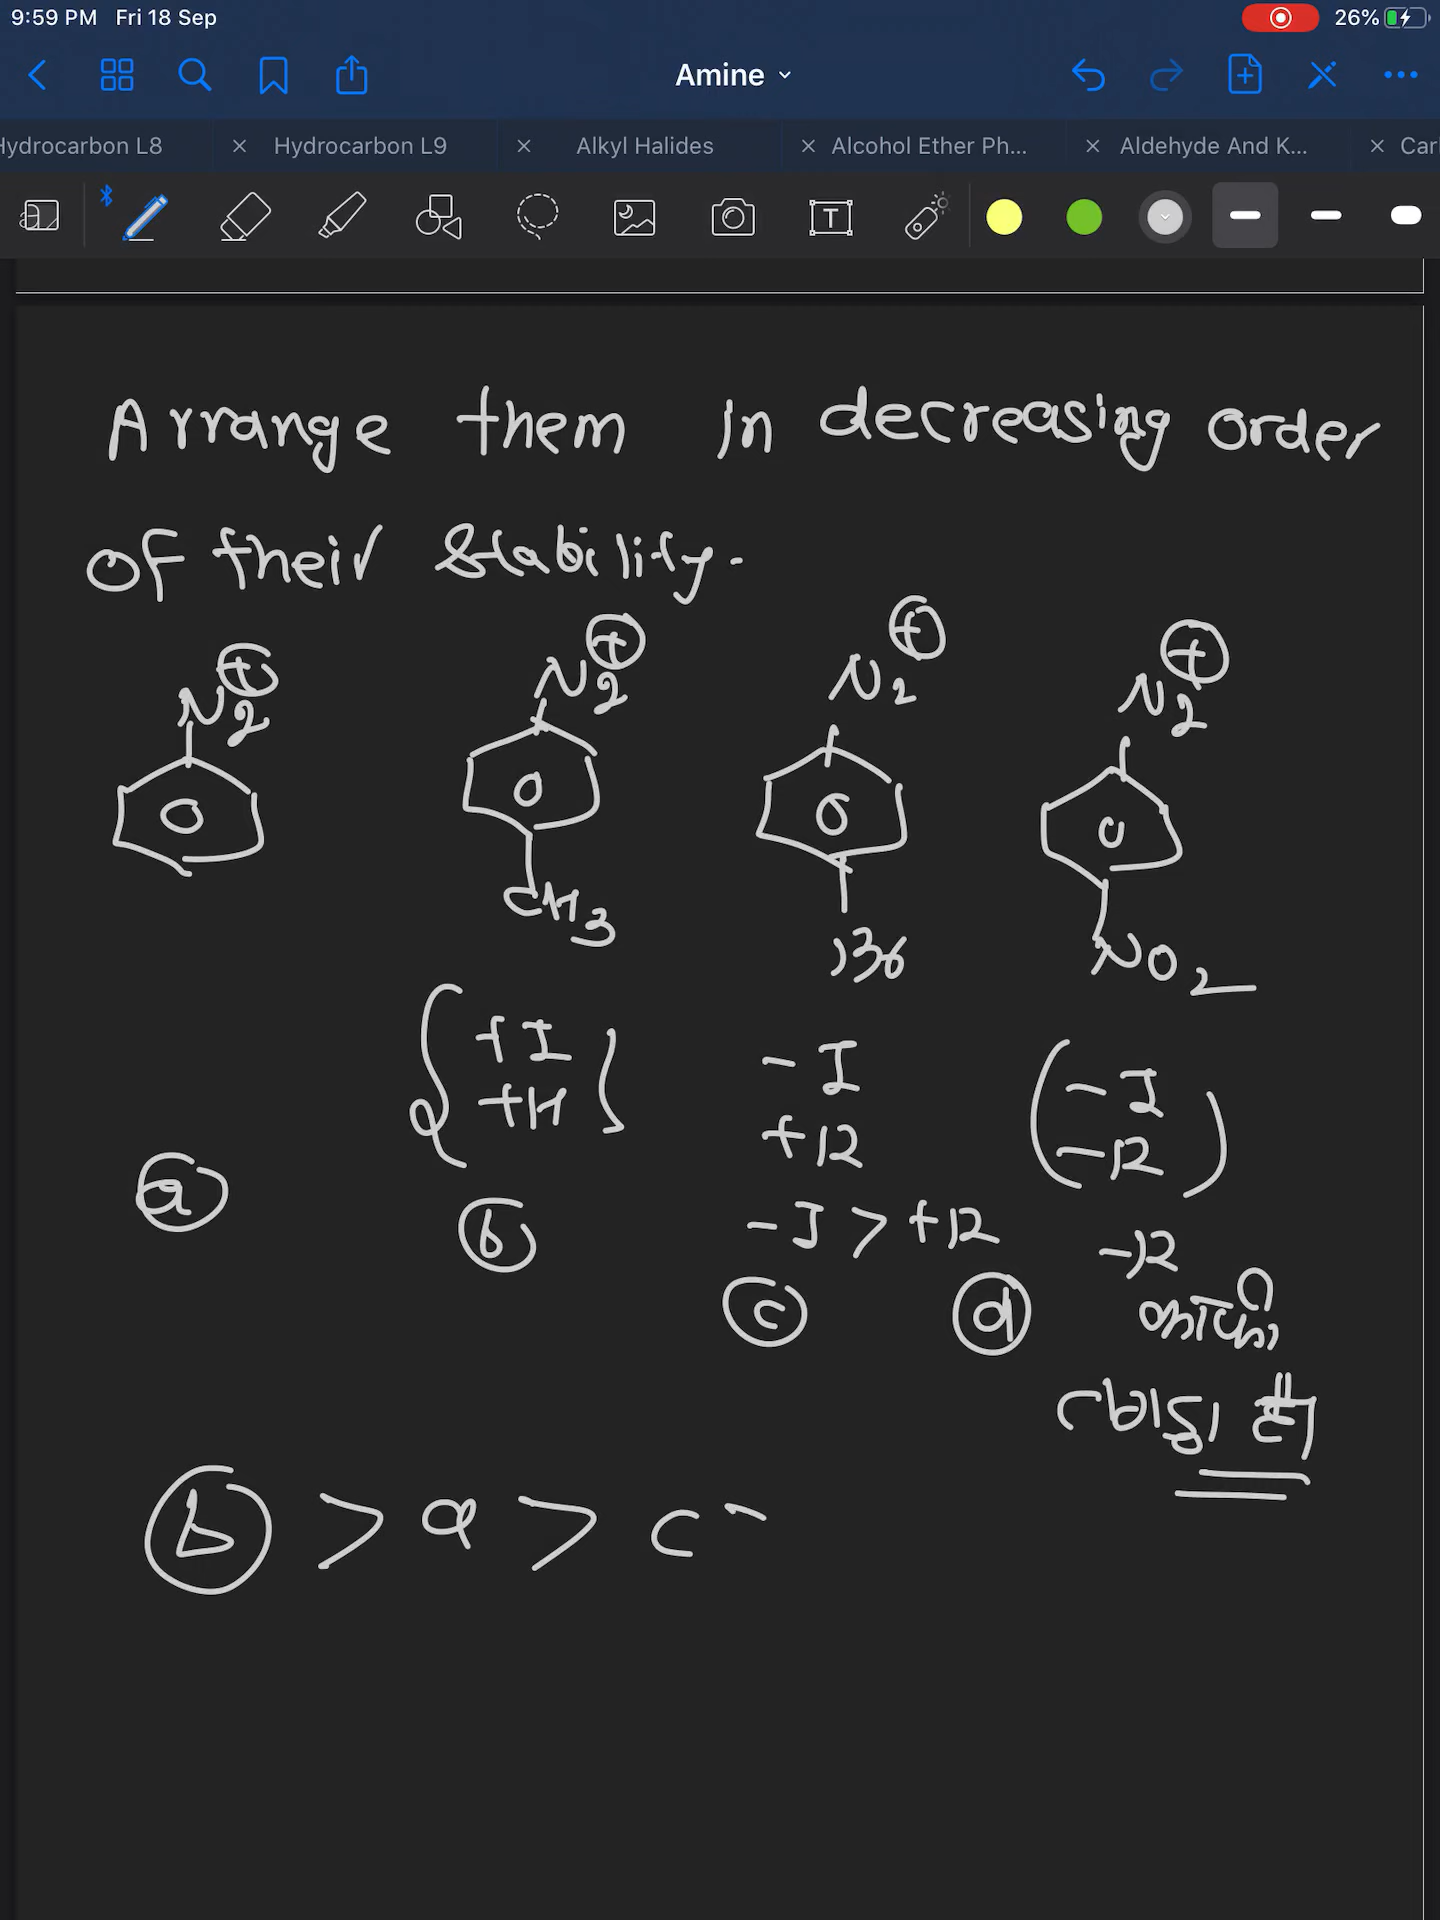 9:59 PM Fri 18 Sep 26%
Amine
Hydrocarbon L8 × Hydrocarbon L9 × Alkyl Halides × Alcohol Ether Ph... × Aldehyde And K... × Car
T
Arrange them in decreasing order
of their stability.
N2⊕ N2⊕ N2⊕ N2⊕
CH3 Br NO2
+I -I -I
+H +R -R
ⓐ ⓑ -I > +R -R
ⓒ ⓓ काफी
थोड़ा है
ⓑ > a > c